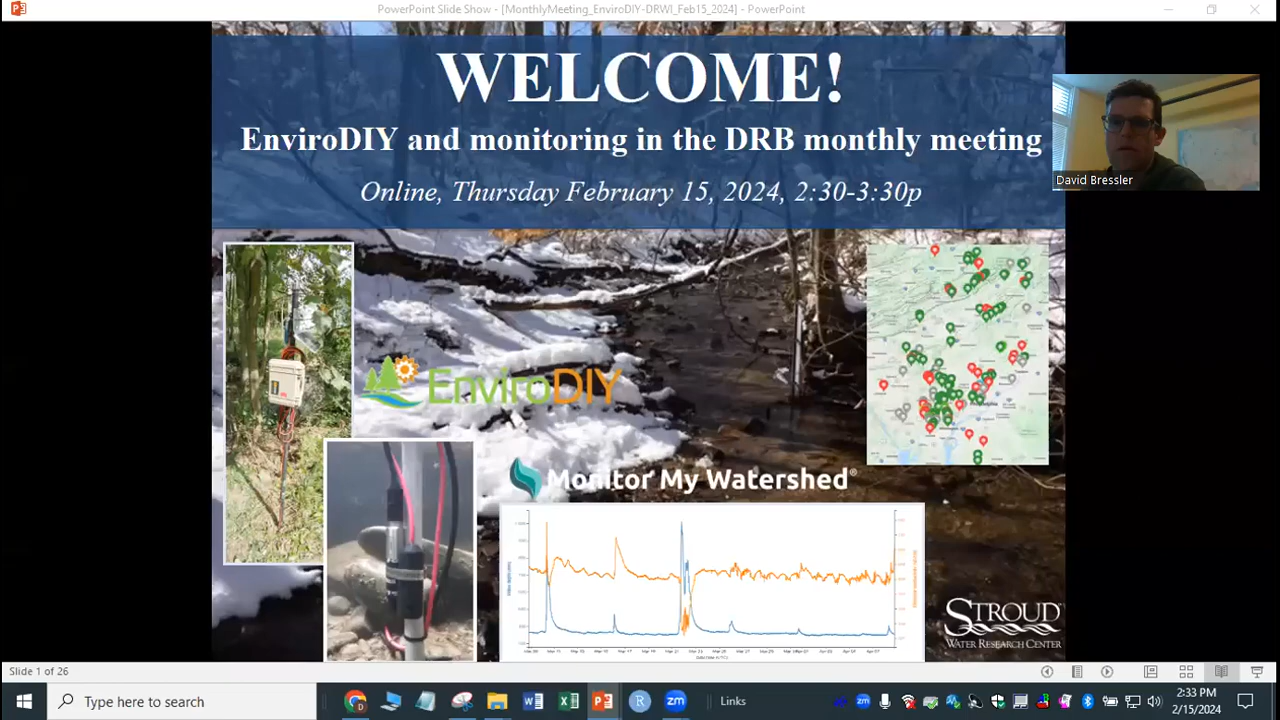 PowerPoint Slide Show - [MonthlyMeeting_EnviroDIY-DRWI_Feb15_2024] - PowerPoint
WELCOME!
EnviroDIY and monitoring in the DRB monthly meeting
Online, Thursday February 15, 2024, 2:30-3:30p
David Bressler
EnviroDIY
Monitor My Watershed®
STROUD
WATER RESEARCH CENTER
Slide 1 of 26
Type here to search
Links
2:33 PM
2/15/2024